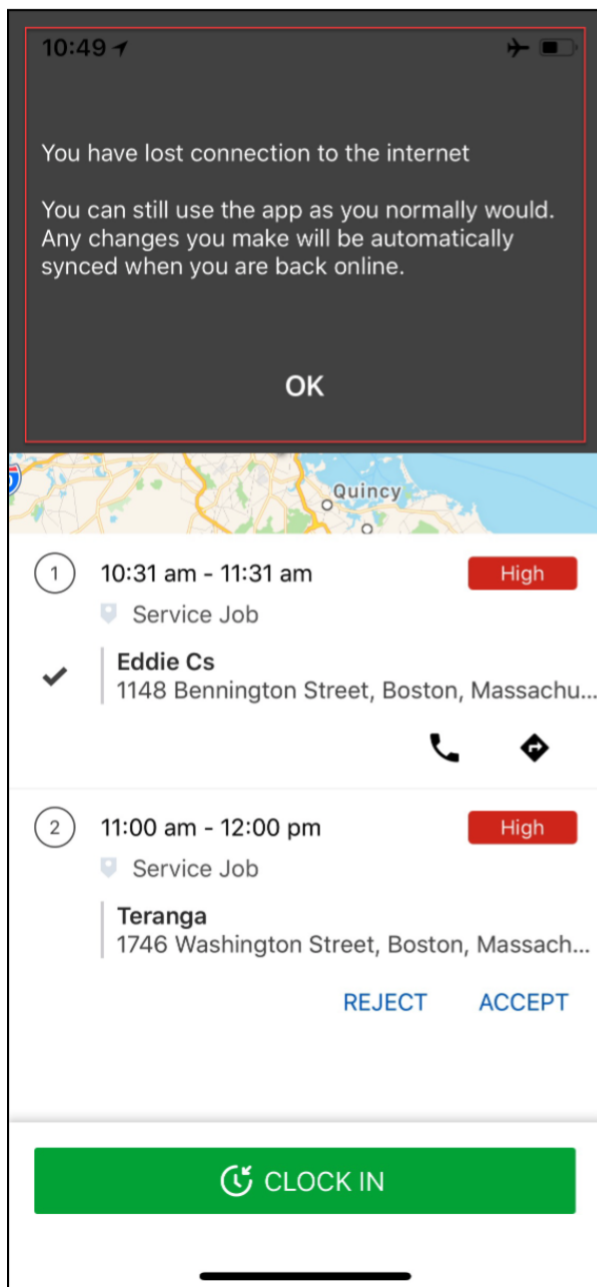 10:49
You have lost connection to the internet
You can still use the app as you normally would.
Any changes you make will be automatically
synced when you are back online.
OK
Quincy
1
10:31 am - 11:31 am
High
Service Job
Eddie Cs
1148 Bennington Street, Boston, Massachu...
2
11:00 am - 12:00 pm
High
Service Job
Teranga
1746 Washington Street, Boston, Massach...
REJECT
ACCEPT
CLOCK IN